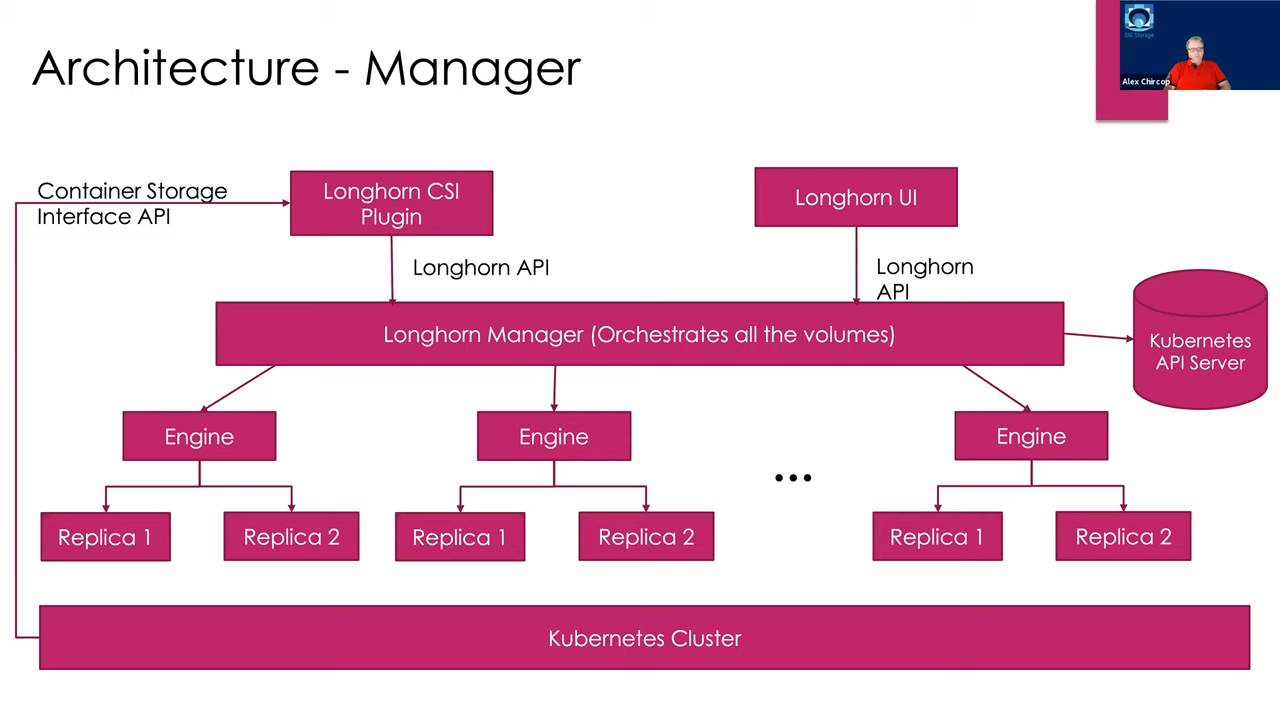 Architecture - Manager
SIG Storage
Alex Chircop
Container Storage
Interface API
Longhorn CSI
Plugin
Longhorn UI
Longhorn API
Longhorn
API
Longhorn Manager (Orchestrates all the volumes)
Kubernetes
API Server
Engine
Engine
Engine
...
Replica 1
Replica 2
Replica 1
Replica 2
Replica 1
Replica 2
Kubernetes Cluster